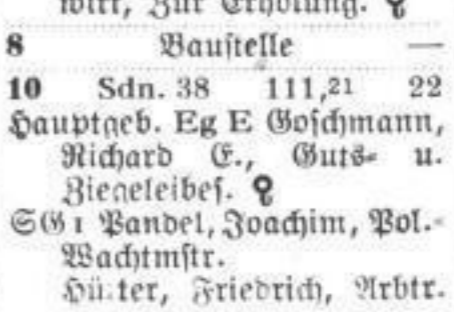 wirt, Zur Erholung. ♀
8 Baustelle —
10 Sdn. 38 111,21 22
Hauptgeb. Eg E Goschmann,
Richard E., Guts- u.
Ziegeleibes. ♀
SG 1 Pandel, Joachim, Pol.-
Wachtmstr.
Friedrich, Arbtr.